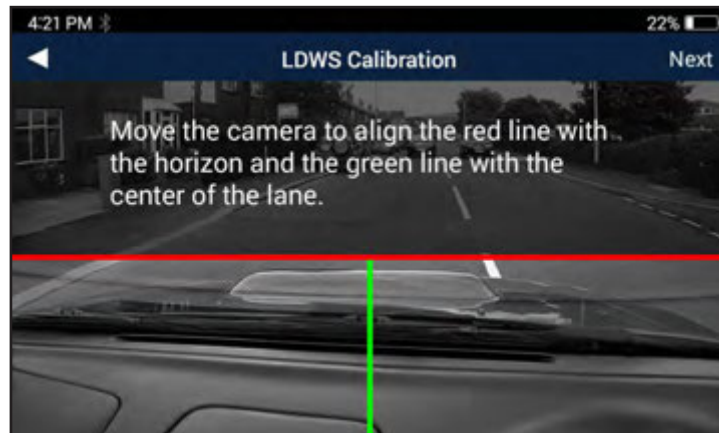 4:21 PM 22%
LDWS Calibration Next
Move the camera to align the red line with
the horizon and the green line with the
center of the lane.